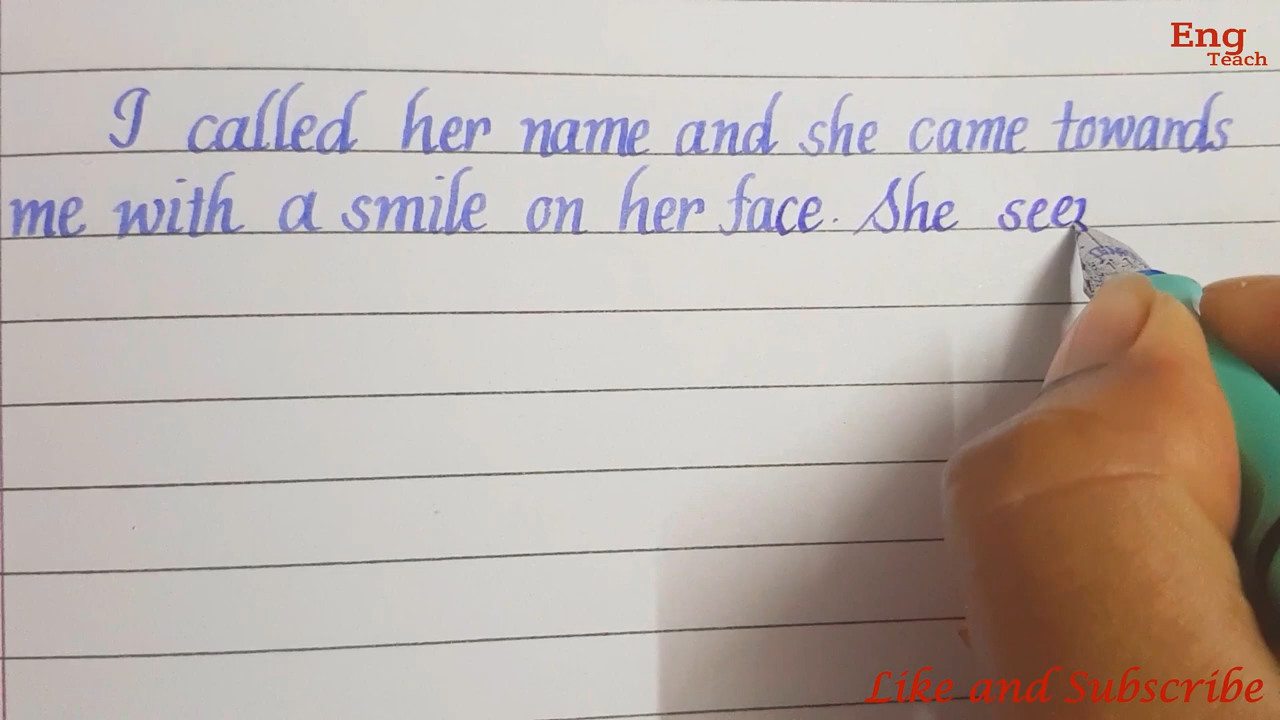 Eng
Teach
I called her name and she came towards
me with a smile on her face. She
Like and Subscribe